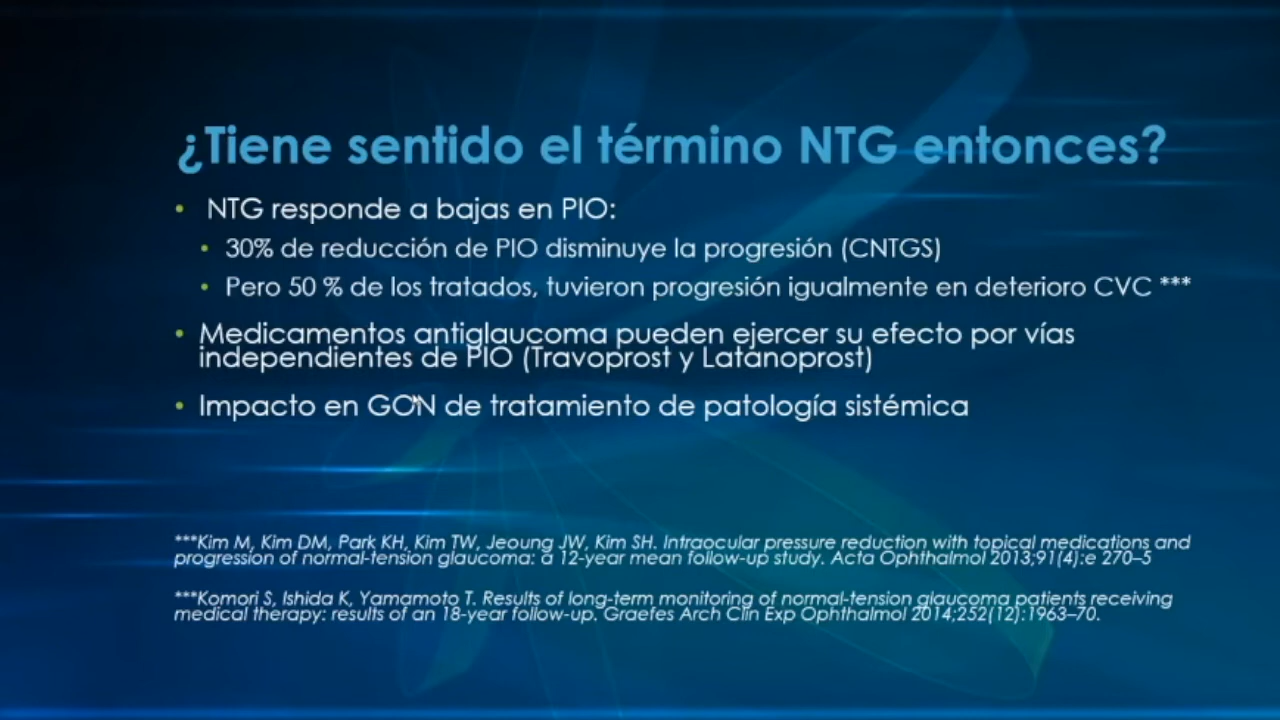 ¿Tiene sentido el término NTG entonces?
• NTG responde a bajas en PIO:
• 30% de reducción de PIO disminuye la progresión (CNTGS)
• Pero 50 % de los tratados, tuvieron progresión igualmente en deterioro CVC ***
• Medicamentos antiglaucoma pueden ejercer su efecto por vías
independientes de PIO (Travoprost y Latanoprost)
• Impacto en GON de tratamiento de patología sistémica
***Kim M, Kim DM, Park KH, Kim TW, Jeoung JW, Kim SH. Intraocular pressure reduction with topical medications and
progression of normal-tension glaucoma: a 12-year mean follow-up study. Acta Ophthalmol 2013;91(4):e 270–5
***Komori S, Ishida K, Yamamoto T. Results of long-term monitoring of normal-tension glaucoma patients receiving
medical therapy: results of an 18-year follow-up. Graefes Arch Clin Exp Ophthalmol 2014;252(12):1963–70.